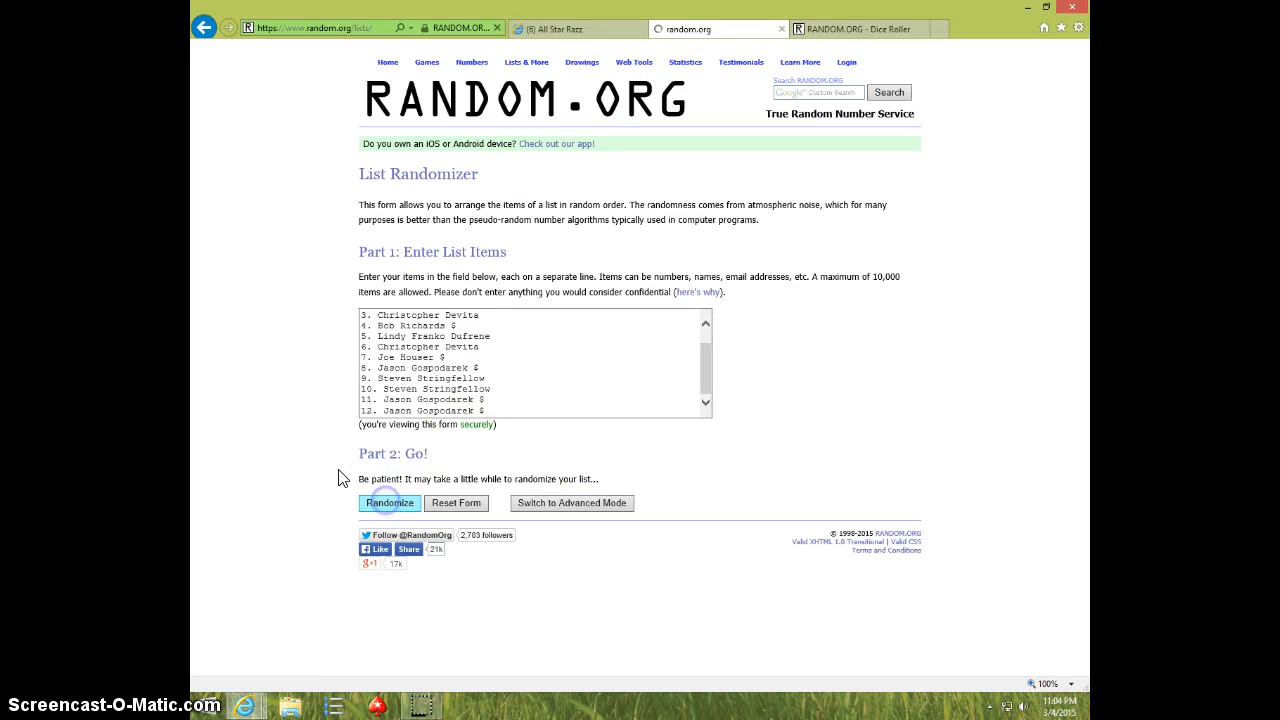 https://www.random.org/lists/
RANDOM.OR...
(6) All Star Razz
random.org
RANDOM.ORG - Dice Roller
Home Games Numbers Lists & More Drawings Web Tools Statistics Testimonials Learn More Login
RANDOM.ORG
Search RANDOM.ORG
Google™ Custom Search Search
True Random Number Service
Do you own an iOS or Android device? Check out our app!
List Randomizer
This form allows you to arrange the items of a list in random order. The randomness comes from atmospheric noise, which for many
purposes is better than the pseudo-random number algorithms typically used in computer programs.
Part 1: Enter List Items
Enter your items in the field below, each on a separate line. Items can be numbers, names, email addresses, etc. A maximum of 10,000
items are allowed. Please don't enter anything you would consider confidential (here's why).
3. Christopher Devita
4. Bob Richards $
5. Lindy Franko Dufrene
6. Christopher Devita
7. Joe Houser $
8. Jason Gospodarek $
9. Steven Stringfellow
10. Steven Stringfellow
11. Jason Gospodarek $
12. Jason Gospodarek $
(you're viewing this form securely)
Part 2: Go!
Be patient! It may take a little while to randomize your list...
Randomize Reset Form Switch to Advanced Mode
Follow @RandomOrg 2,703 followers
Like Share 21k
g+1 17k
© 1998-2015 RANDOM.ORG
Valid XHTML 1.0 Transitional | Valid CSS
Terms and Conditions
100%
11:04 PM
3/4/2015
Screencast-O-Matic.com